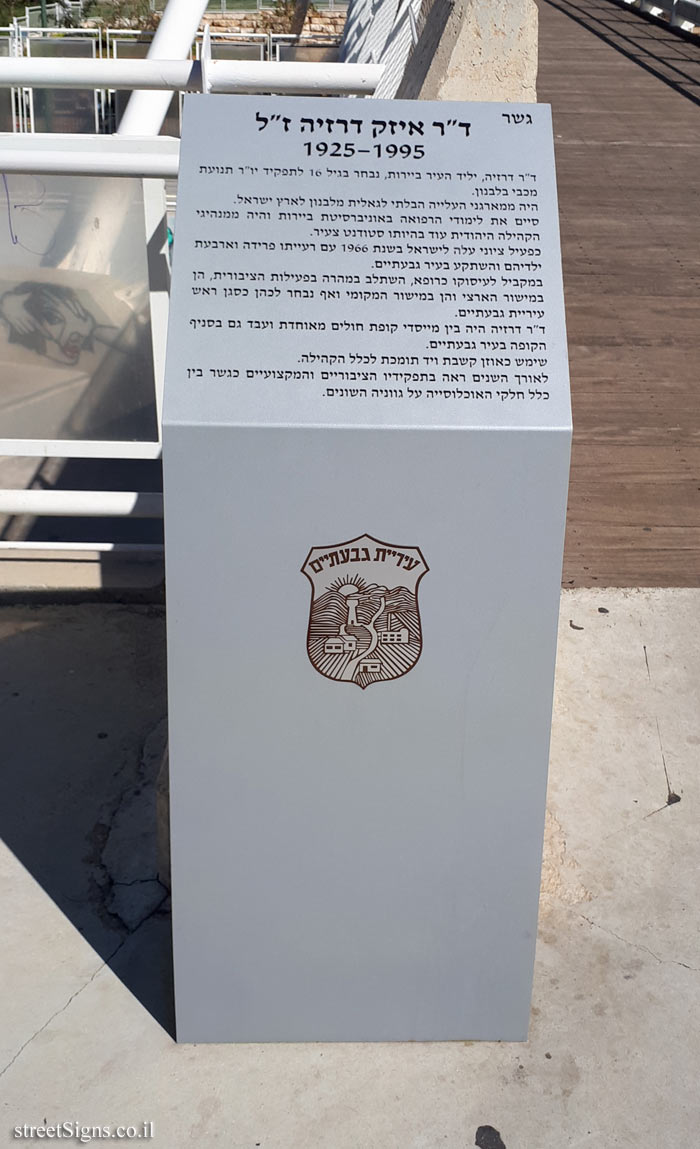 גשר
ד"ר איזק דרזיה ז"ל
1925-1995
ד"ר דרזיה, יליד העיר ביירות, נבחר בגיל 16 לתפקיד יו"ר תנועת
מכבי בלבנון.
היה ממארגני העלייה הבלתי לגאלית מלבנון לארץ ישראל.
סיים את לימודי הרפואה באוניברסיטת ביירות והיה ממנהיגי
הקהילה היהודית עוד בהיותו סטודנט צעיר.
כפעיל ציוני עלה לישראל בשנת 1966 עם רעייתו פרידה וארבעת
ילדיהם והשתקע בעיר גבעתיים.
במקביל לעיסוקו כרופא, השתלב במהרה בפעילות הציבורית, הן
במישור הארצי והן במישור המקומי ואף נבחר לכהן כסגן ראש
עיריית גבעתיים.
ד"ר דרזיה היה בין מייסדי קופת חולים מאוחדת ועבד גם בסניף
הקופה בעיר גבעתיים.
שימש כאוזן קשבת ויד תומכת לכלל הקהילה.
לאורך השנים ראה בתפקידיו הציבוריים והמקצועיים כגשר בין
כלל חלקי האוכלוסייה על גווניה השונים.
עיריית גבעתיים
streetSigns.co.il